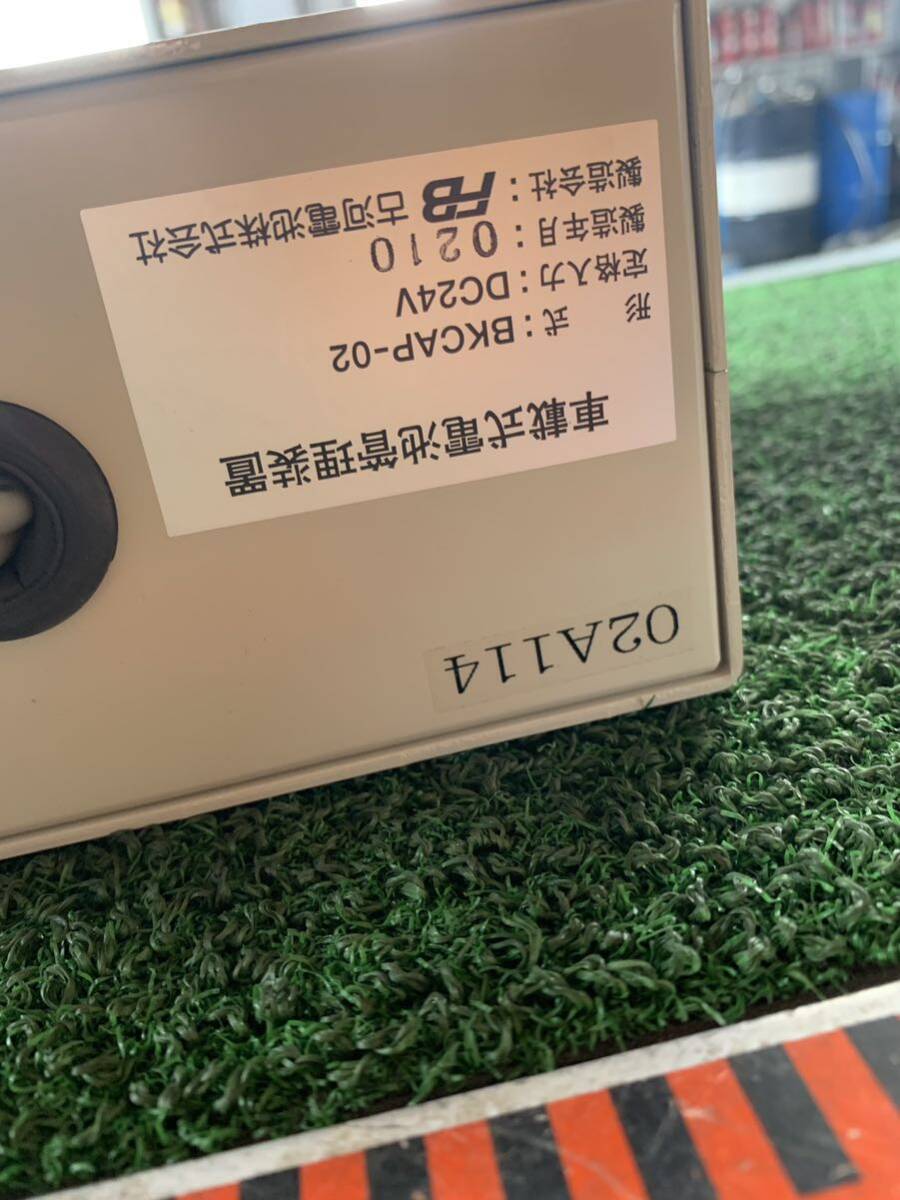 車載式電池管理装置
形 式：BKCAP-02
定格入力：DC24V
製造年月：0210
製造会社：FB 古河電池株式会社
02A114